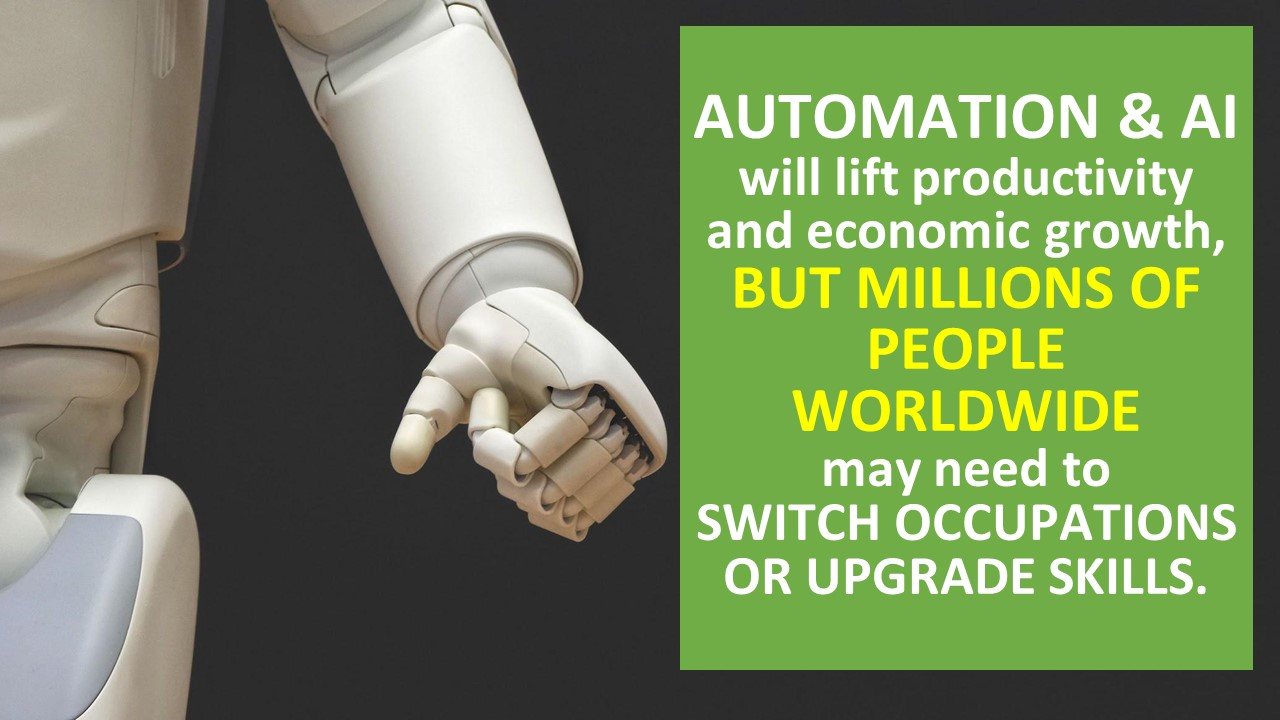 AUTOMATION & AI
will lift productivity
and economic growth,
BUT MILLIONS OF
PEOPLE
WORLDWIDE
may need to
SWITCH OCCUPATIONS
OR UPGRADE SKILLS.